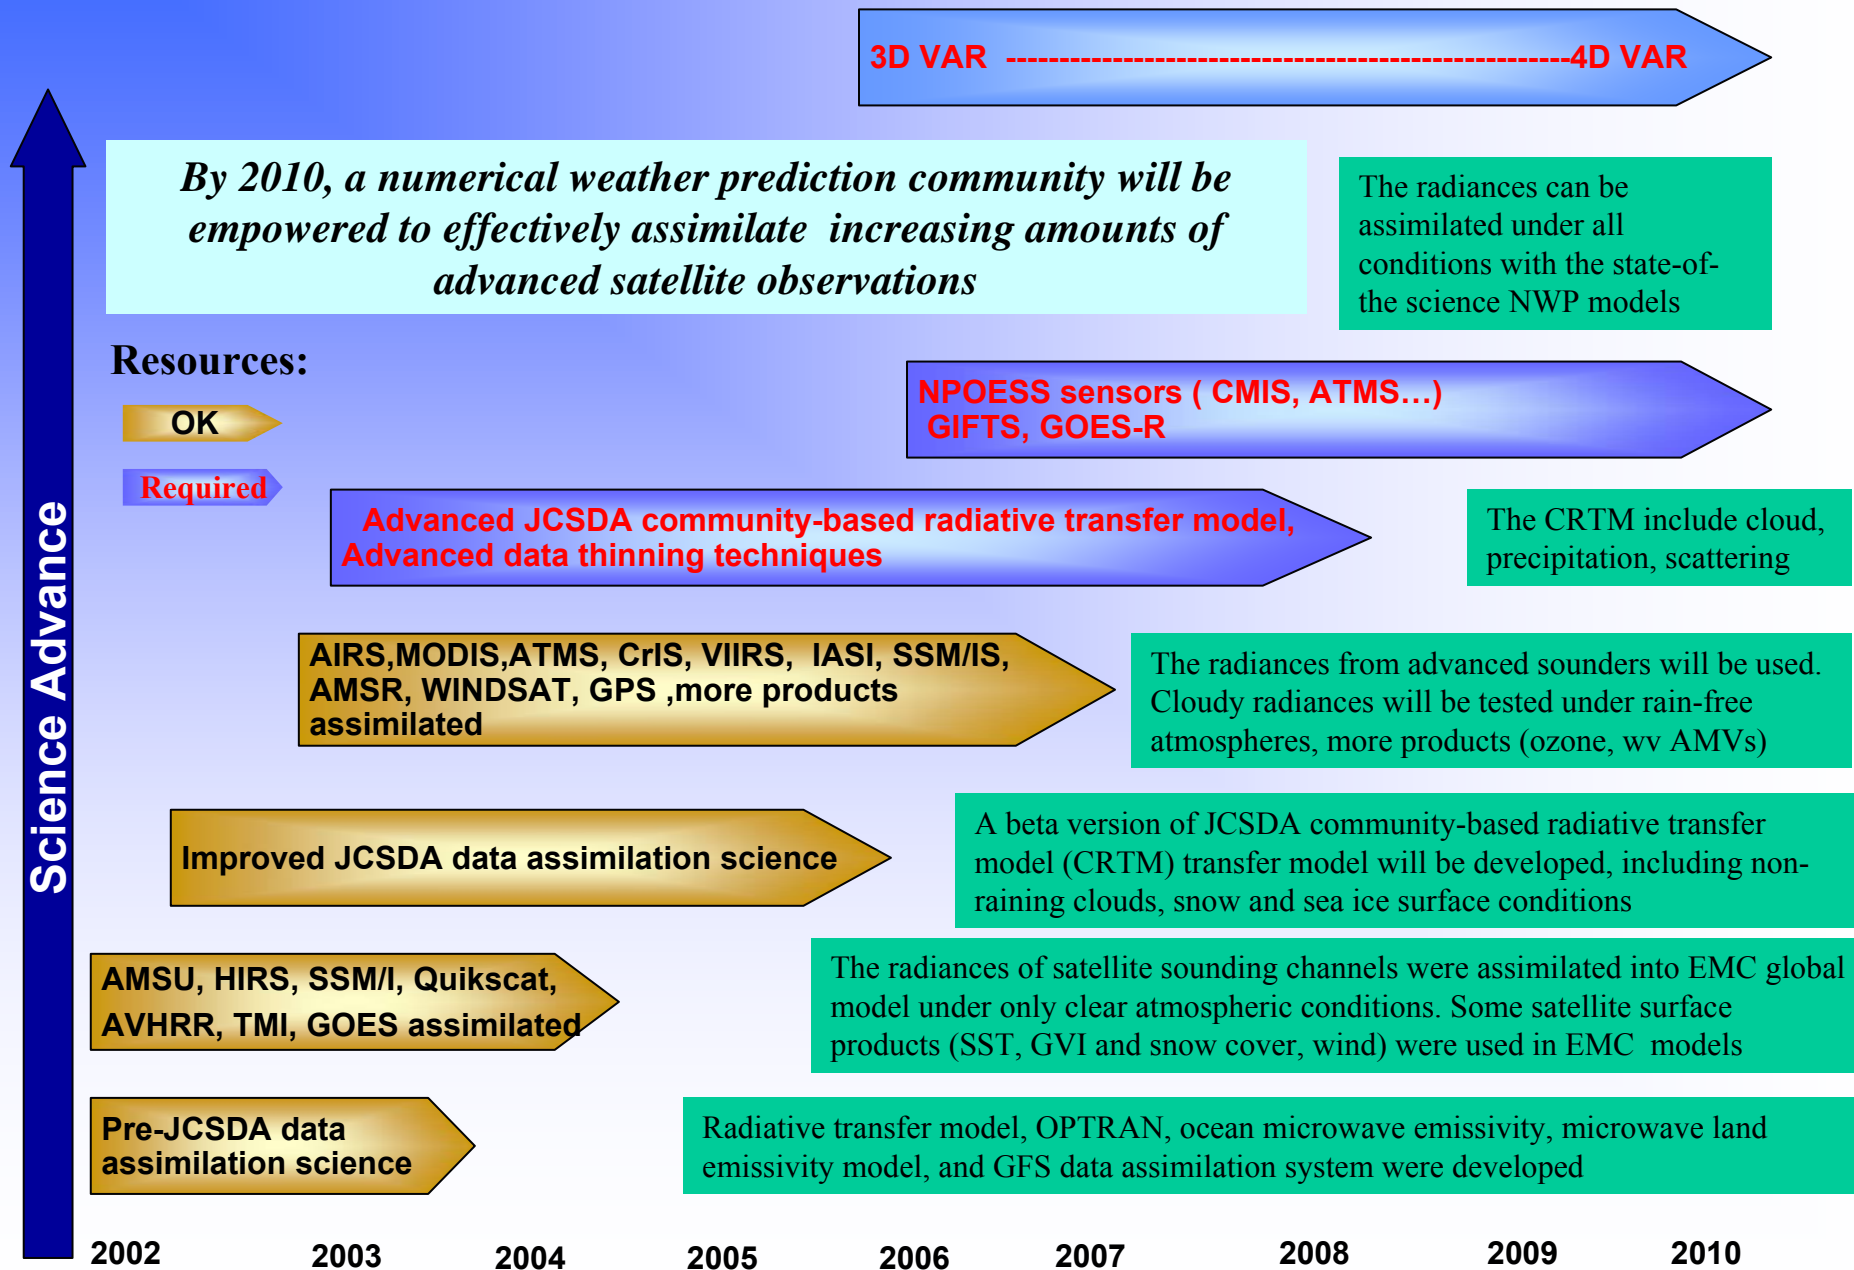 3D VAR -----------------------------------------------------4D VAR
By 2010, a numerical weather prediction community will be
empowered to effectively assimilate increasing amounts of
advanced satellite observations
The radiances can be
assimilated under all
conditions with the state-of-
the science NWP models
Resources:
OK
Required
NPOESS sensors ( CMIS, ATMS…)
GIFTS, GOES-R
Advanced JCSDA community-based radiative transfer model,
Advanced data thinning techniques
The CRTM include cloud,
precipitation, scattering
Science Advance
AIRS,MODIS,ATMS, CrIS, VIIRS, IASI, SSM/IS,
AMSR, WINDSAT, GPS ,more products
assimilated
The radiances from advanced sounders will be used.
Cloudy radiances will be tested under rain-free
atmospheres, more products (ozone, wv AMVs)
Improved JCSDA data assimilation science
A beta version of JCSDA community-based radiative transfer
model (CRTM) transfer model will be developed, including non-
raining clouds, snow and sea ice surface conditions
AMSU, HIRS, SSM/I, Quikscat,
AVHRR, TMI, GOES assimilated
The radiances of satellite sounding channels were assimilated into EMC global
model under only clear atmospheric conditions. Some satellite surface
products (SST, GVI and snow cover, wind) were used in EMC models
Pre-JCSDA data
assimilation science
Radiative transfer model, OPTRAN, ocean microwave emissivity, microwave land
emissivity model, and GFS data assimilation system were developed
2002 2003 2004 2005 2006 2007 2008 2009 2010